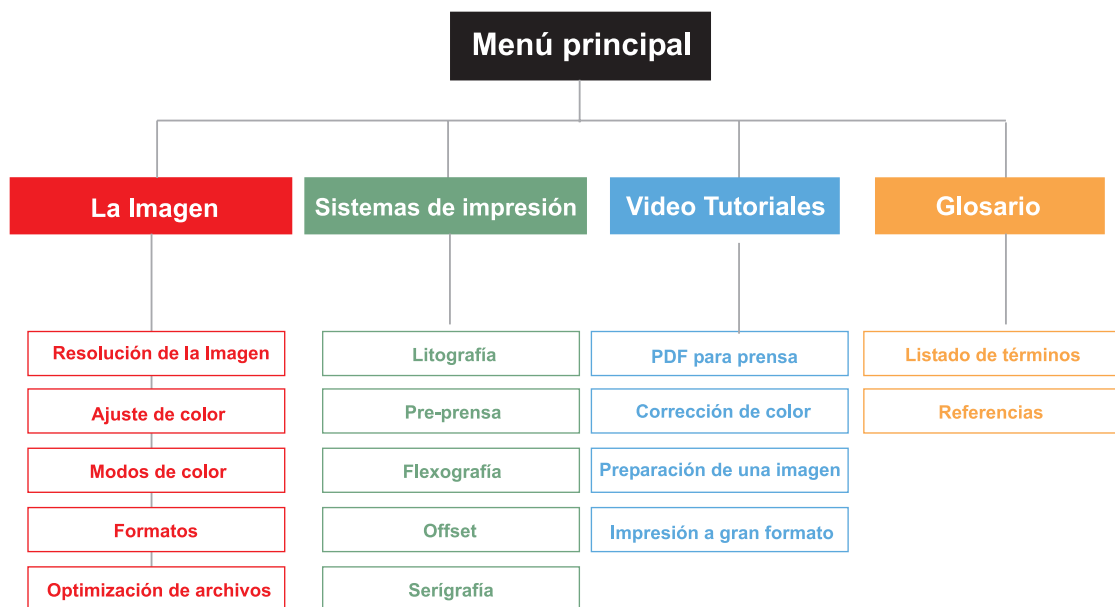 Menú principal
La Imagen
Sistemas de impresión
Video Tutoriales
Glosario
Resolución de la Imagen
Ajuste de color
Modos de color
Formatos
Optimización de archivos
Litografía
Pre-prensa
Flexografía
Offset
Serígrafía
PDF para prensa
Corrección de color
Preparación de una imagen
Impresión a gran formato
Listado de términos
Referencias